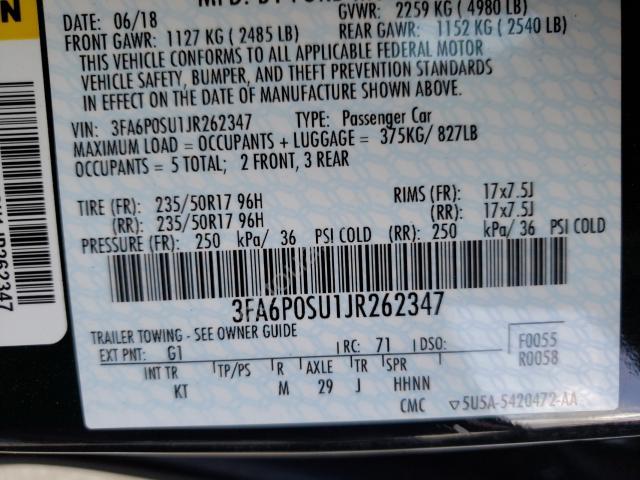 N
DATE: 06/18 GVWR: 2259 KG ( 4980 LB)
FRONT GAWR: 1127 KG ( 2485 LB) REAR GAWR: 1152 KG ( 2540 LB)
THIS VEHICLE CONFORMS TO ALL APPLICABLE FEDERAL MOTOR
VEHICLE SAFETY, BUMPER, AND THEFT PREVENTION STANDARDS
IN EFFECT ON THE DATE OF MANUFACTURE SHOWN ABOVE.
VIN: 3FA6P0SU1JR262347 TYPE: Passenger Car
MAXIMUM LOAD = OCCUPANTS + LUGGAGE = 375KG/ 827LB
OCCUPANTS = 5 TOTAL; 2 FRONT, 3 REAR
TIRE (FR): 235/50R17 96H RIMS (FR): 17x7.5J
(RR): 235/50R17 96H (RR): 17x7.5J
PRESSURE (FR): 250 kPa/ 36 PSI COLD (RR): 250 kPa/ 36 PSI COLD
3FA6P0SU1JR262347
TRAILER TOWING - SEE OWNER GUIDE
EXT PNT: G1 RC: 71 DSO: F0055
R0058
INT TR TP/PS R AXLE TR SPR
KT M 29 J HHNN
CMC ▽5U5A-5420472-AA
JR262347